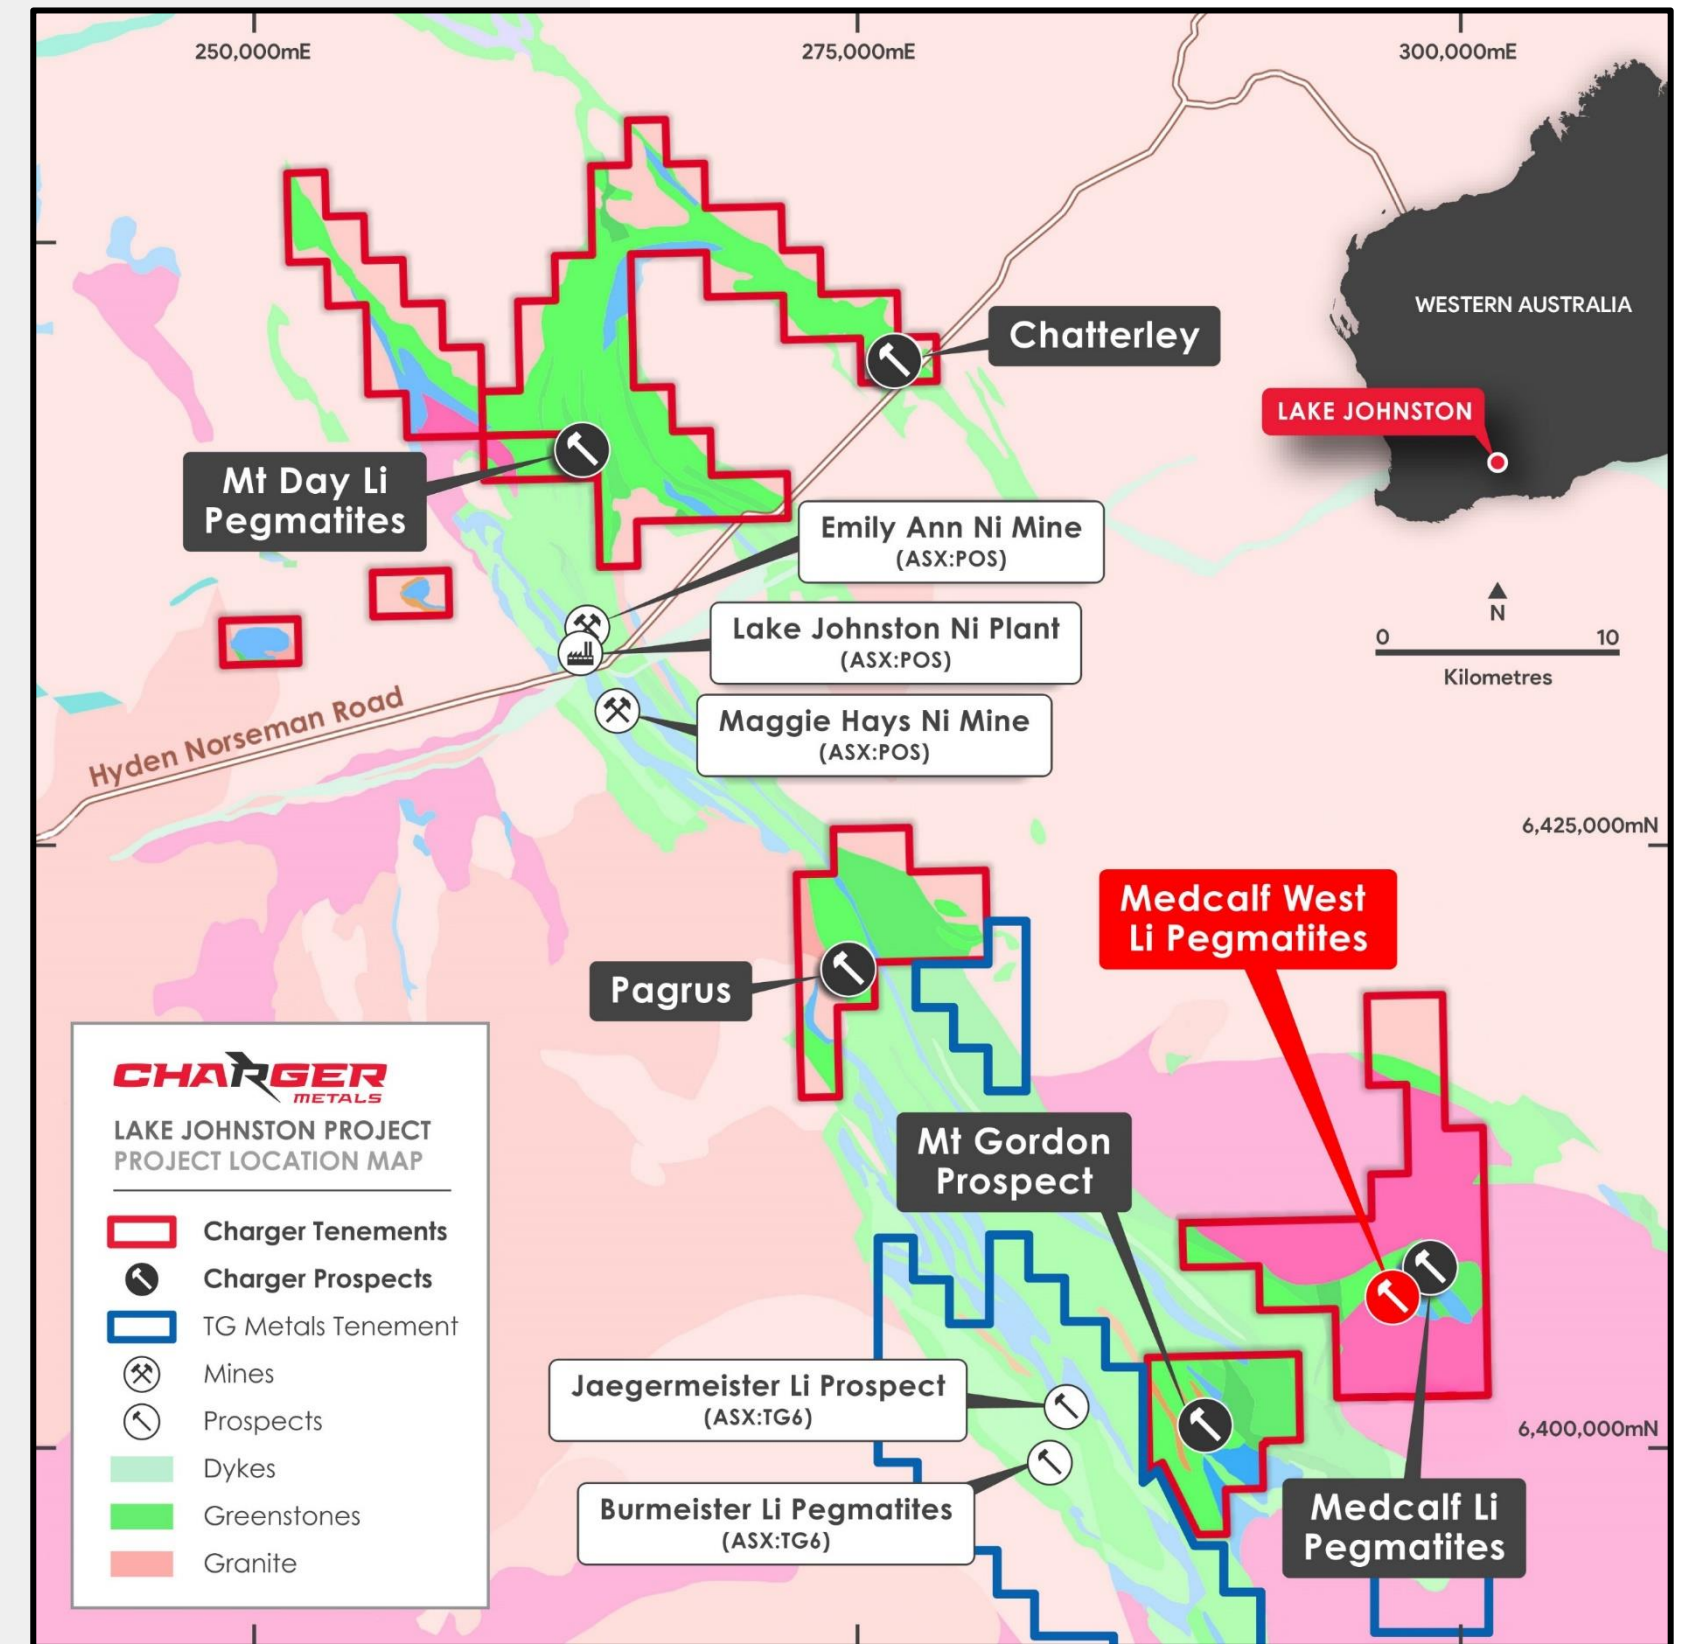 250,000mE
275,000mE
300,000mE
WESTERN AUSTRALIA
Chatterley
LAKE JOHNSTON
Mt Day Li
Pegmatites
Emily Ann Ni Mine
(ASX:POS)
N
Lake Johnston Ni Plant
(ASX:POS)
0 10
Kilometres
Hyden Norseman Road
Maggie Hays Ni Mine
(ASX:POS)
6,425,000mN
Medcalf West
Li Pegmatites
Pagrus
CHARGER
METALS
LAKE JOHNSTON PROJECT
PROJECT LOCATION MAP
Charger Tenements
Charger Prospects
TG Metals Tenement
Mines
Prospects
Dykes
Greenstones
Granite
Mt Gordon
Prospect
Jaegermeister Li Prospect
(ASX:TG6)
6,400,000mN
Burmeister Li Pegmatites
(ASX:TG6)
Medcalf Li
Pegmatites